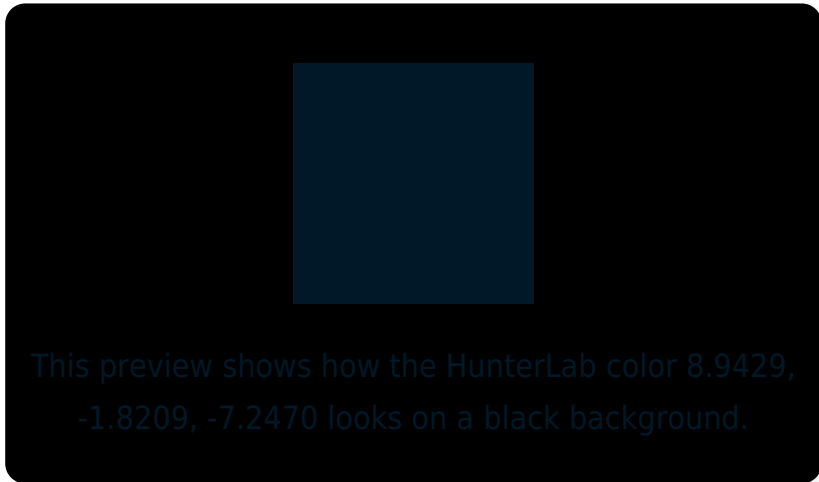 This preview shows how the HunterLab color 8.9429,
-1.8209, -7.2470 looks on a black background.